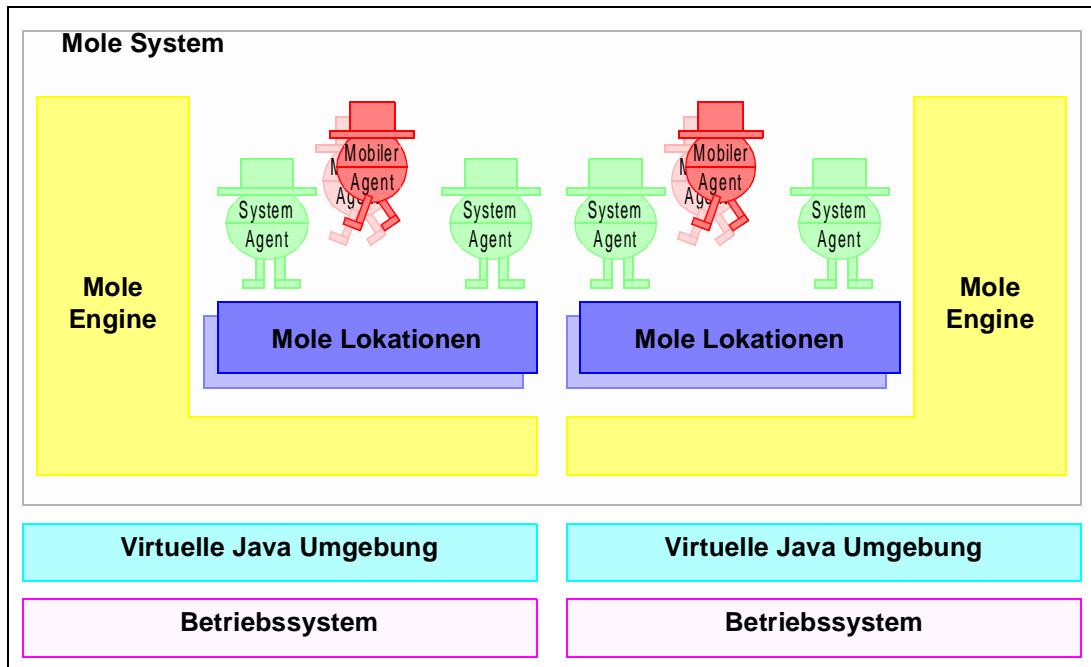 Mole System
Mobiler
Agent
Mobiler
Agent
System
Agent
System
Agent
System
Agent
System
Agent
Mole
Engine
Mole
Engine
Mole Lokationen
Mole Lokationen
Virtuelle Java Umgebung
Virtuelle Java Umgebung
Betriebssystem
Betriebssystem